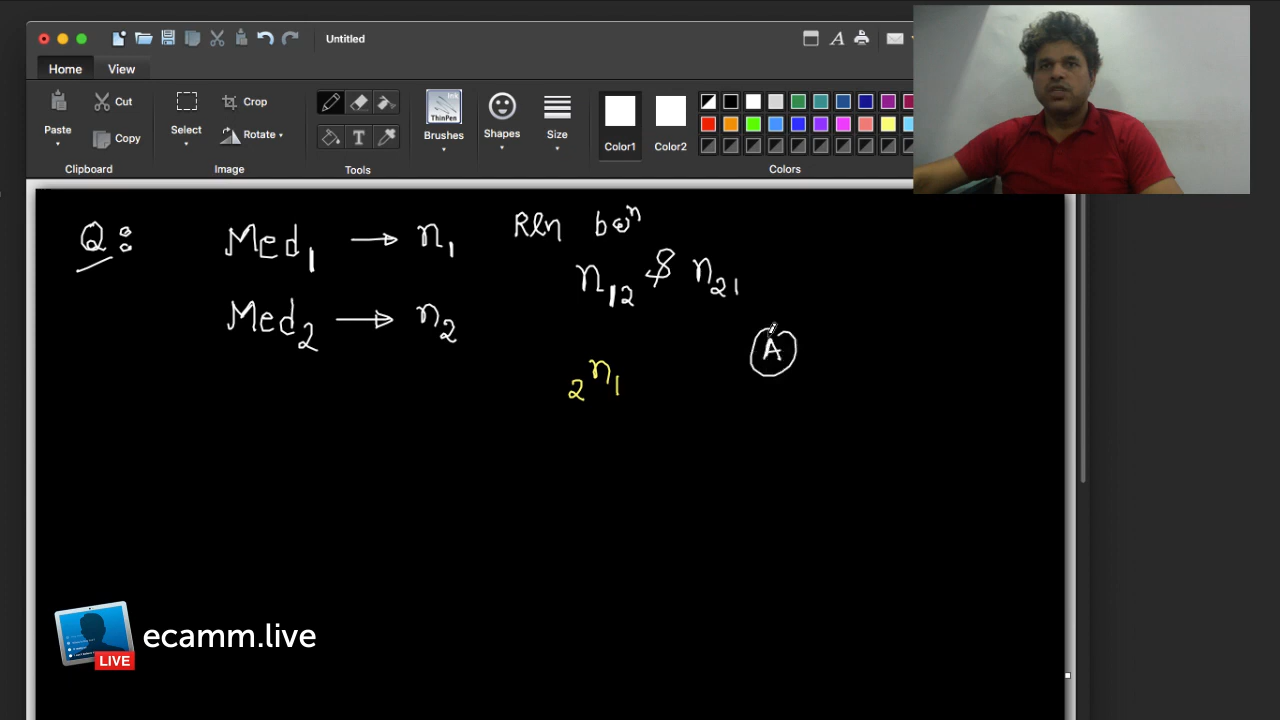 Untitled
Home View
Cut
Crop
Paste
Copy
Select
Rotate
Brushes
Shapes
Size
Color1
Color2
Clipboard
Image
Tools
Colors
ThinPen
Q: Med1 → n1 Rln bwn
n12 & n21
Med2 → n2
A
2n1
ecamm.live
LIVE